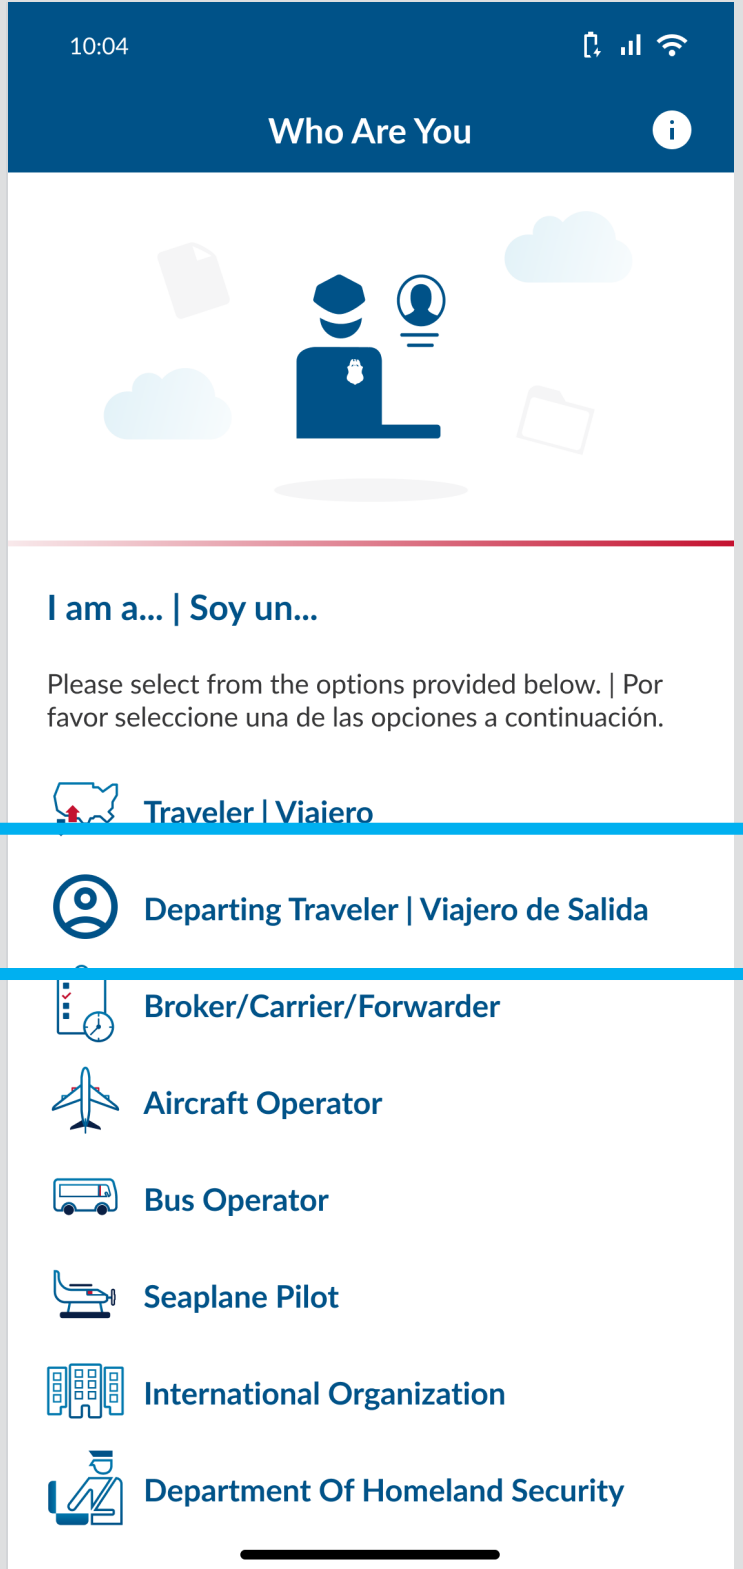 10:04
Who Are You
I am a... | Soy un...
Please select from the options provided below. | Por
favor seleccione una de las opciones a continuación.
Traveler | Viajero
Departing Traveler | Viajero de Salida
Broker/Carrier/Forwarder
Aircraft Operator
Bus Operator
Seaplane Pilot
International Organization
Department Of Homeland Security